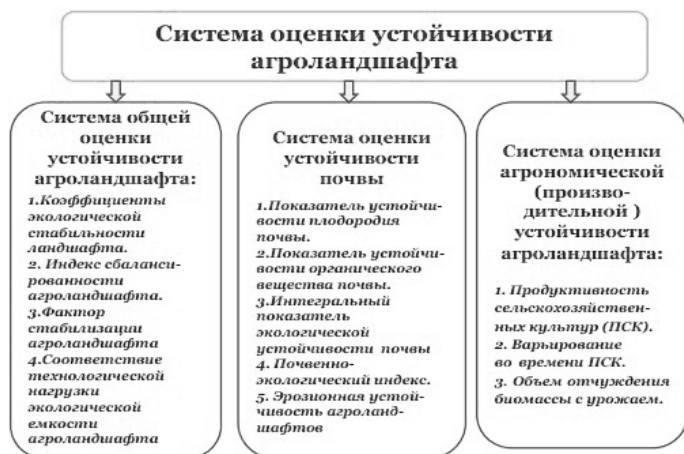 Система оценки устойчивости
агроландшафта
Система общей
оценки
устойчивости
агроландшафта:
1.Коэффициенты
экологической
стабильности
ландшафта.
2. Индекс сбаланси-
рованности
агроландшафта.
3.Фактор
стабилизации
агроландшафта
4.Соответствие
технологической
нагрузки
экологической
емкости
агроландшафта
Система оценки
устойчивости
почвы
1.Показатель устойчи-
вости плодородия
почвы.
2.Показатель устойчи-
вости органического
вещества почвы.
3.Интегральный
показатель
экологической
устойчивости почвы
4. Почвенно-
экологический индекс.
5. Эрозионная устой-
чивость агроланд-
шафтов
Система оценки
агрономической
(произво-
дительной )
устойчивости
агроландшафта:
1. Продуктивность
сельскохозяйствен-
ных культур (ПСК).
2. Варьирование
во времени ПСК.
3. Объем отчуждения
биомассы с урожаем.